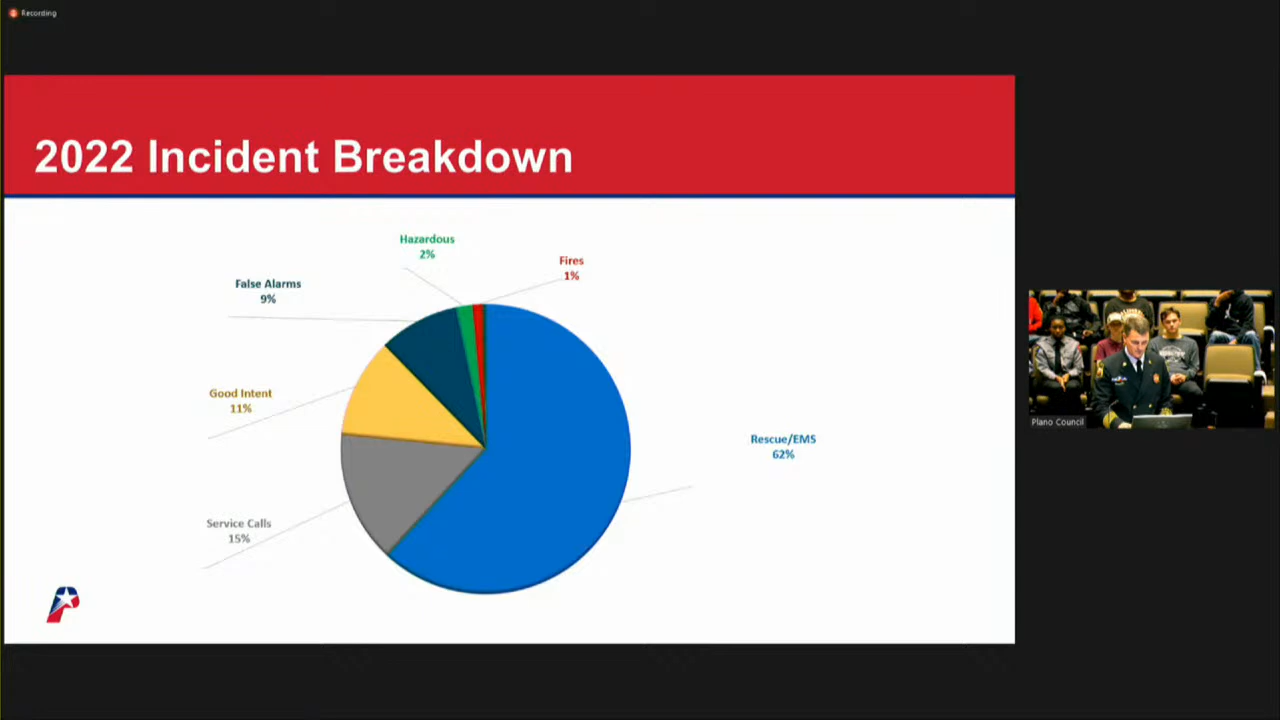 Recording
2022 Incident Breakdown
Hazardous
2%
Fires
1%
False Alarms
9%
Good Intent
11%
Rescue/EMS
62%
Service Calls
15%
Plano Council